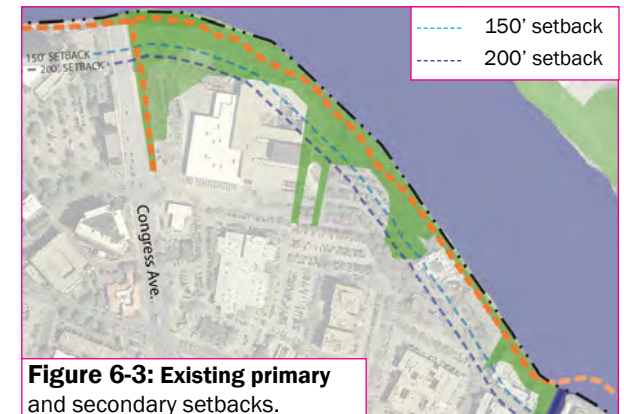 150’ setback
200’ setback
150' SETBACK
200' SETBACK
Congress Ave.
Figure 6-3: Existing primary
and secondary setbacks.